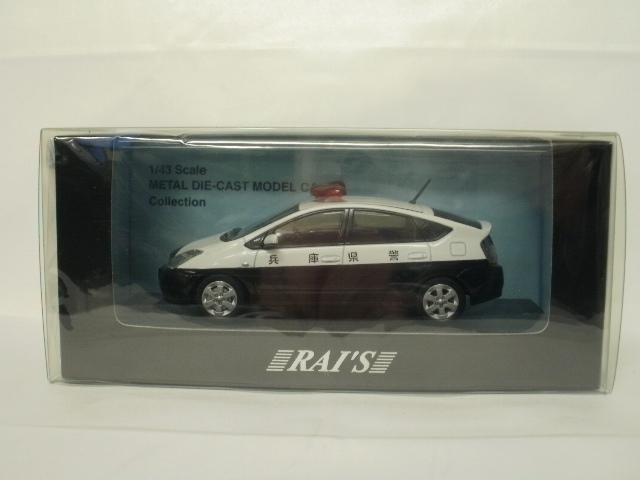 1/43 Scale
METAL DIE-CAST MODEL
Collection
兵庫県警
RAI'S